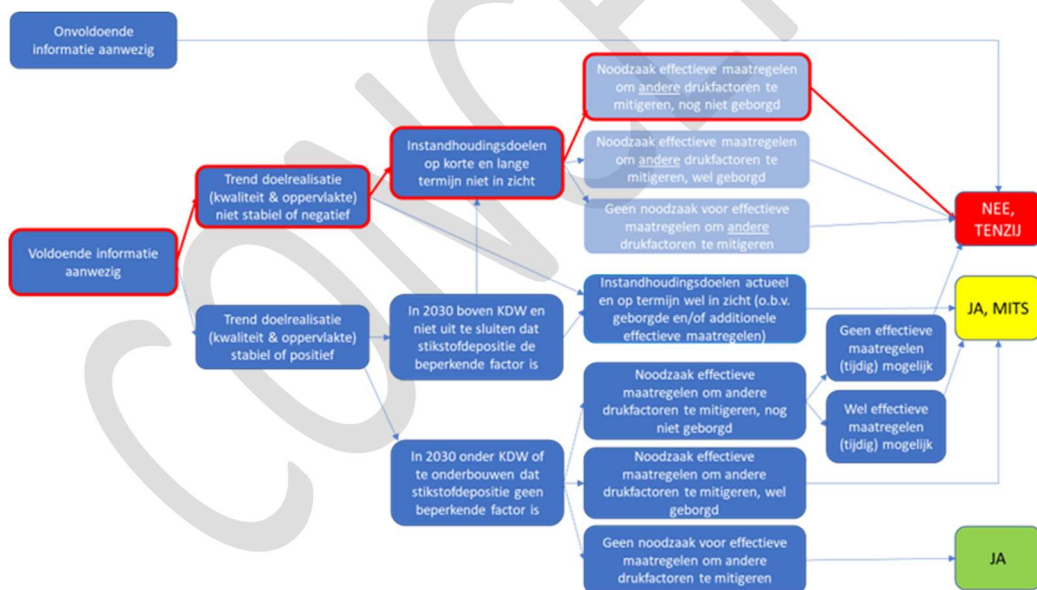 Onvoldoende
informatie aanwezig
Noodzaak effectieve maatregelen
om andere drukfactoren te
mitigeren, nog niet geborgd
Instandhoudingsdoelen
op korte en lange
termijn niet in zicht
Noodzaak effectieve maatregelen
om andere drukfactoren te
mitigeren, wel geborgd
Trend doelrealisatie
(kwaliteit & oppervlakte)
niet stabiel of negatief
Geen noodzaak voor effectieve
maatregelen om andere
drukfactoren te mitigeren
NEE,
TENZIJ
Voldoende informatie
aanwezig
Instandhoudingsdoelen actueel
en op termijn wel in zicht (o.b.v.
geborgde en/of additionele
effectieve maatregelen)
JA, MITS
Trend doelrealisatie
(kwaliteit & oppervlakte)
stabiel of positief
In 2030 boven KDW en
niet uit te sluiten dat
stikstofdepositie de
beperkende factor is
Geen effectieve
maatregelen
(tijdig) mogelijk
Noodzaak effectieve
maatregelen om andere
drukfactoren te mitigeren, nog
niet geborgd
Wel effectieve
maatregelen
(tijdig) mogelijk
In 2030 onder KDW of
te onderbouwen dat
stikstofdepositie geen
beperkende factor is
Noodzaak effectieve
maatregelen om andere
drukfactoren te mitigeren, wel
geborgd
Geen noodzaak voor effectieve
maatregelen om andere
drukfactoren te mitigeren
JA